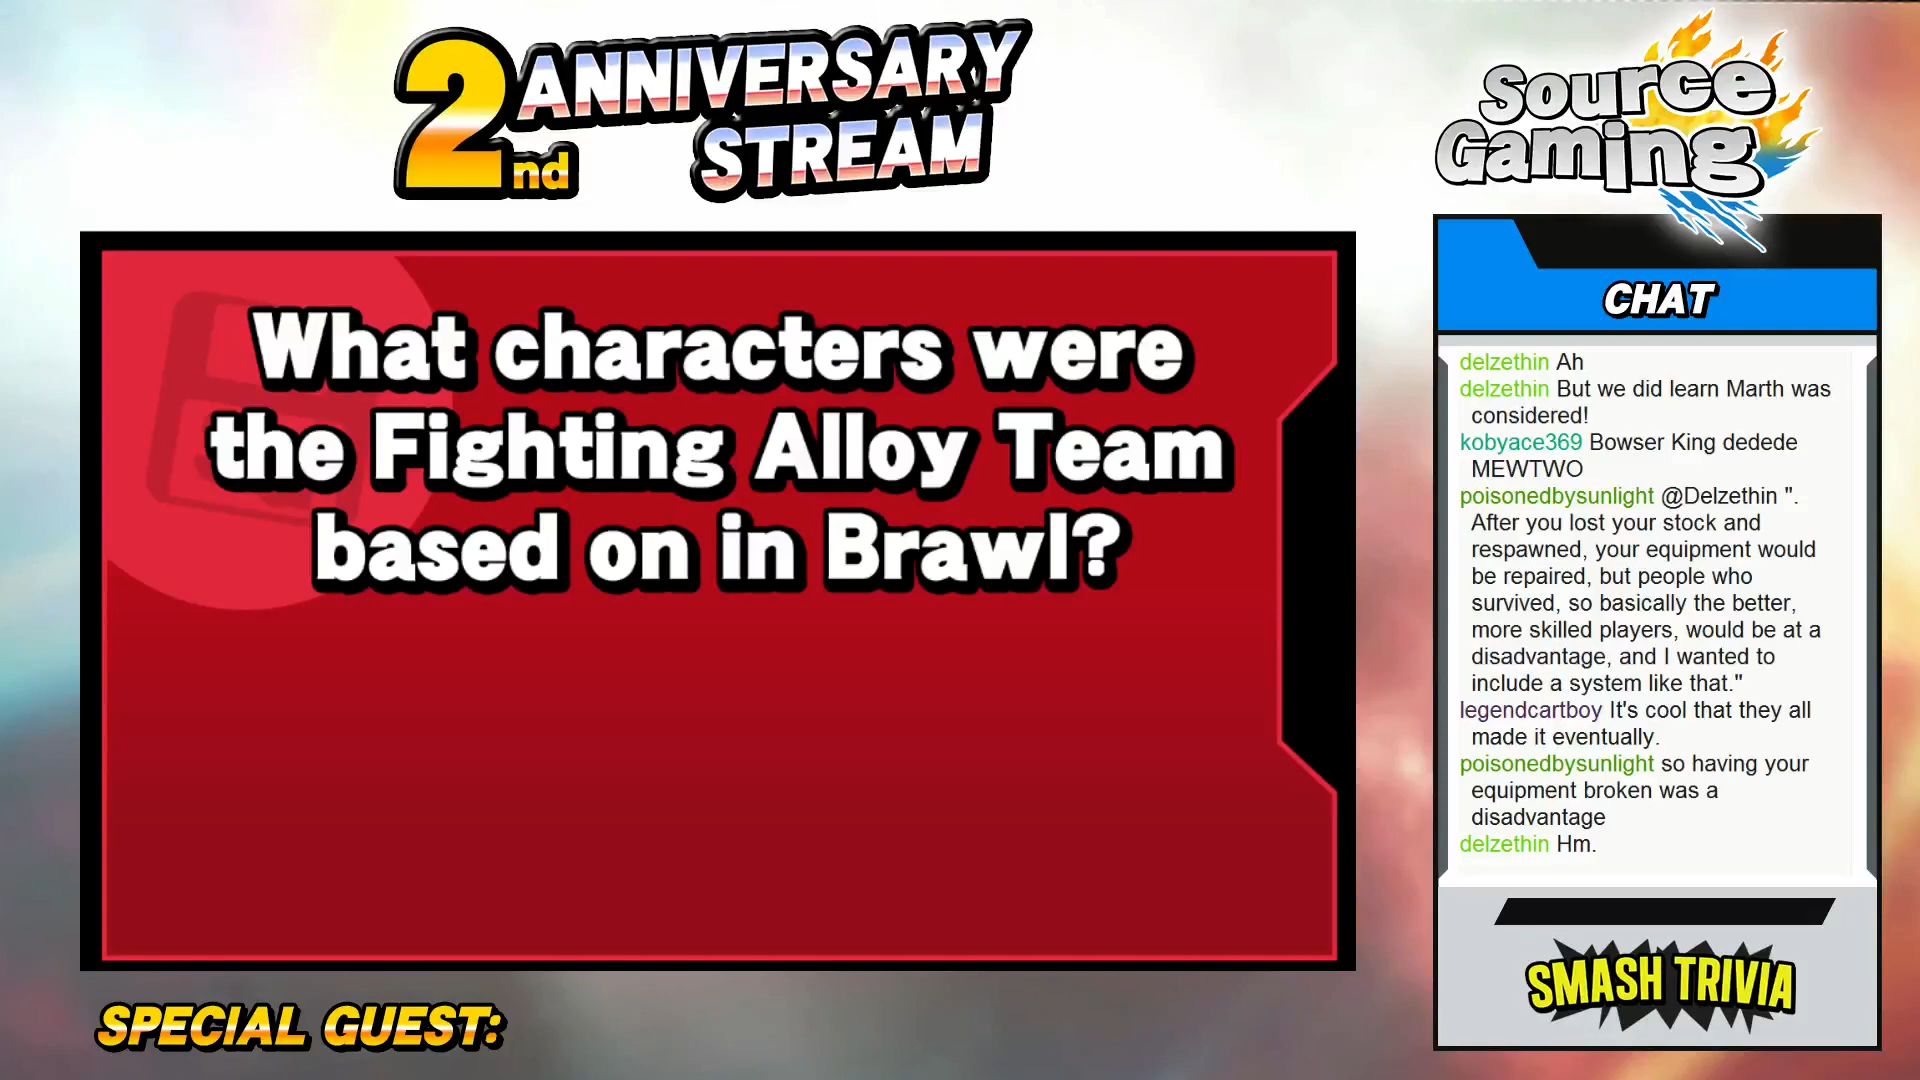 2nd ANNIVERSARY
STREAM
Source
Gaming
What characters were
the Fighting Alloy Team
based on in Brawl?
CHAT
delzethin Ah
delzethin But we did learn Marth was
considered!
kobyace369 Bowser King dedede
MEWTWO
poisonedbysunlight @Delzethin ".
After you lost your stock and
respawned, your equipment would
be repaired, but people who
survived, so basically the better,
more skilled players, would be at a
disadvantage, and I wanted to
include a system like that."
legendcartboy It's cool that they all
made it eventually.
poisonedbysunlight so having your
equipment broken was a
disadvantage
delzethin Hm.
SMASH TRIVIA
SPECIAL GUEST: